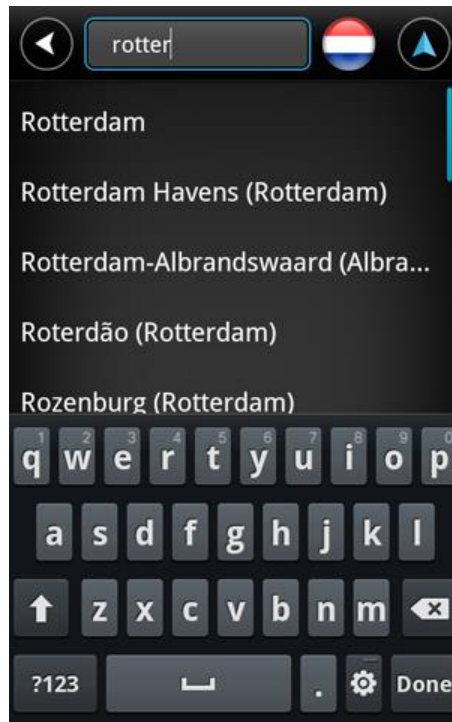 rotter
Rotterdam
Rotterdam Havens (Rotterdam)
Rotterdam-Albrandswaard (Albra...
Roterdão (Rotterdam)
Rozenburg (Rotterdam)
1 2 3 4 5 6 7 8 9 0
q w e r t y u i o p
a s d f g h j k l
z x c v b n m
?123 . Done